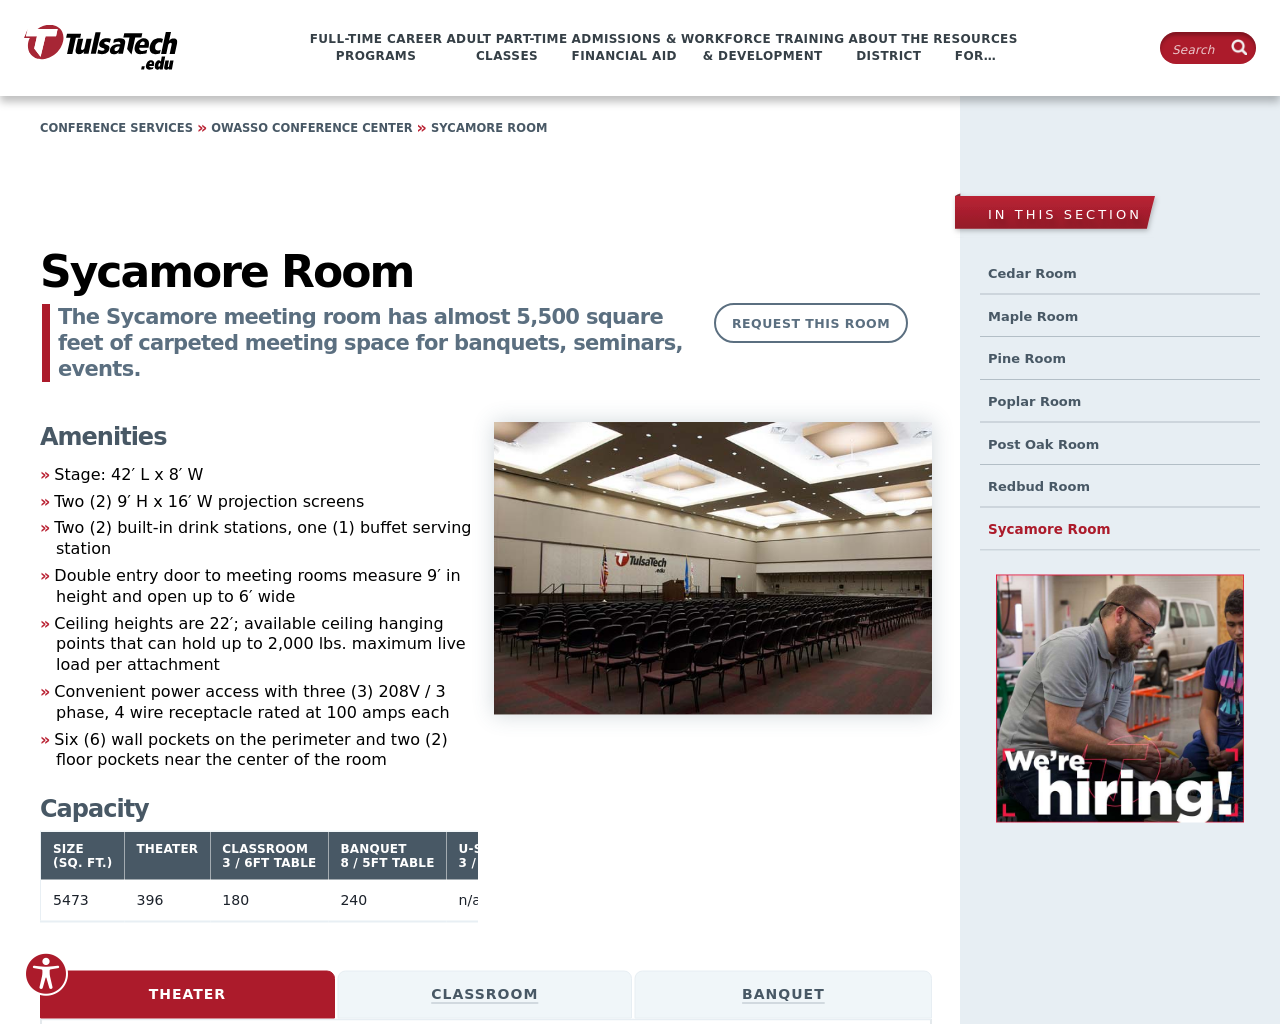 TulsaTech
.edu
FULL-TIME CAREER PROGRAMS
ADULT PART-TIME CLASSES
ADMISSIONS & FINANCIAL AID
WORKFORCE TRAINING & DEVELOPMENT
ABOUT THE DISTRICT
RESOURCES FOR…
Search
CONFERENCE SERVICES » OWASSO CONFERENCE CENTER » SYCAMORE ROOM
Sycamore Room
The Sycamore meeting room has almost 5,500 square
feet of carpeted meeting space for banquets, seminars,
events.
REQUEST THIS ROOM
Amenities
» Stage: 42′ L x 8′ W
» Two (2) 9′ H x 16′ W projection screens
» Two (2) built-in drink stations, one (1) buffet serving
station
» Double entry door to meeting rooms measure 9′ in
height and open up to 6′ wide
» Ceiling heights are 22′; available ceiling hanging
points that can hold up to 2,000 lbs. maximum live
load per attachment
» Convenient power access with three (3) 208V / 3
phase, 4 wire receptacle rated at 100 amps each
» Six (6) wall pockets on the perimeter and two (2)
floor pockets near the center of the room
TulsaTech
Capacity
SIZE (SQ. FT.) THEATER CLASSROOM 3 / 6FT TABLE BANQUET 8 / 5FT TABLE
5473 396 180 240 n/a
THEATER CLASSROOM BANQUET
IN THIS SECTION
Cedar Room
Maple Room
Pine Room
Poplar Room
Post Oak Room
Redbud Room
Sycamore Room
We're
hiring!